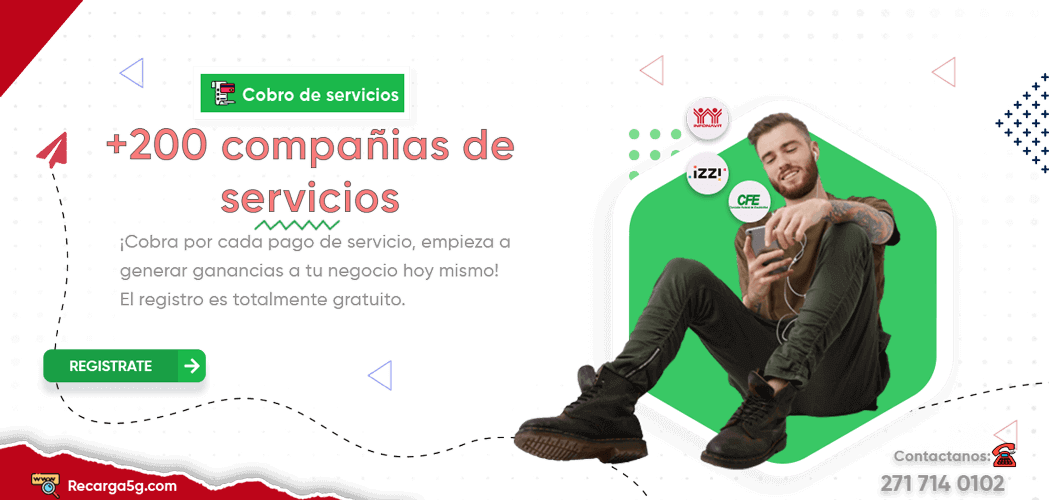 Cobro de servicios
+200 compañias de
servicios
¡Cobra por cada pago de servicio, empieza a
generar ganancias a tu negocio hoy mismo!
El registro es totalmente gratuito.
REGISTRATE
INFONAVIT
izzi
CFE
www
Recarga5g.com
Contactanos:
271 714 0102